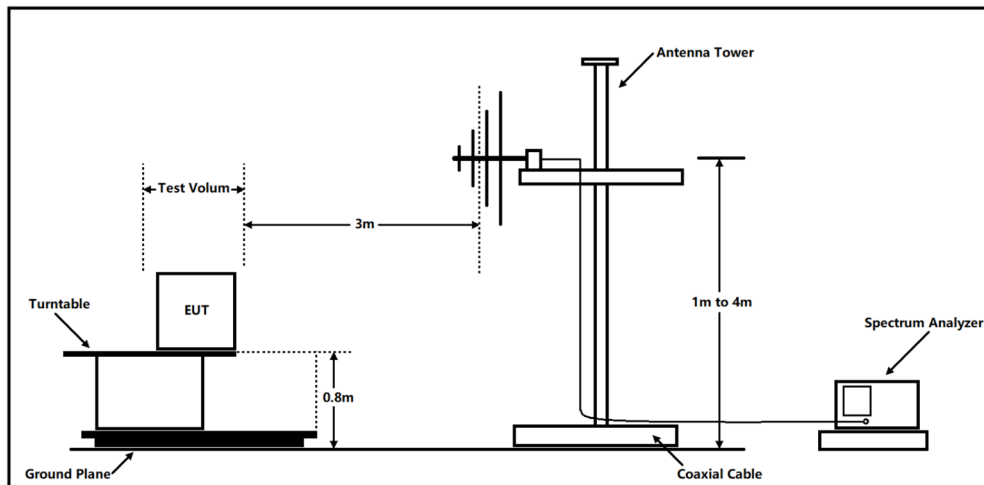 Antenna Tower
Test Volum
3m
EUT
1m to 4m
Turntable
Spectrum Analyzer
0.8m
Ground Plane
Coaxial Cable